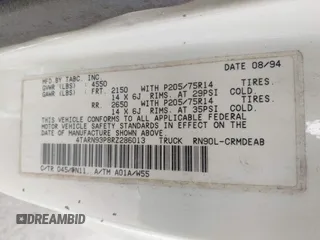 MFD BY TABC, INC. DATE 08/94
GVWR (LBS) 4550
GAWR (LBS) FRT. 2150 WITH P205/75R14 TIRES.
14 X 6J RIMS. AT 29PSI COLD.
RR. 2650 WITH P205/75R14 TIRES.
14 X 6J RIMS. AT 35PSI COLD.
THIS VEHICLE CONFORMS TO ALL APPLICABLE FEDERAL
MOTOR VEHICLE SAFETY STANDARDS IN EFFECT ON THE
DATE OF MANUFACTURE SHOWN ABOVE.
4TARN93P8RZ286013 TRUCK RN90L-CRMDEAB
C/TR 045/BN11. A/TM A01A/W55
AUTOBIDMASTER